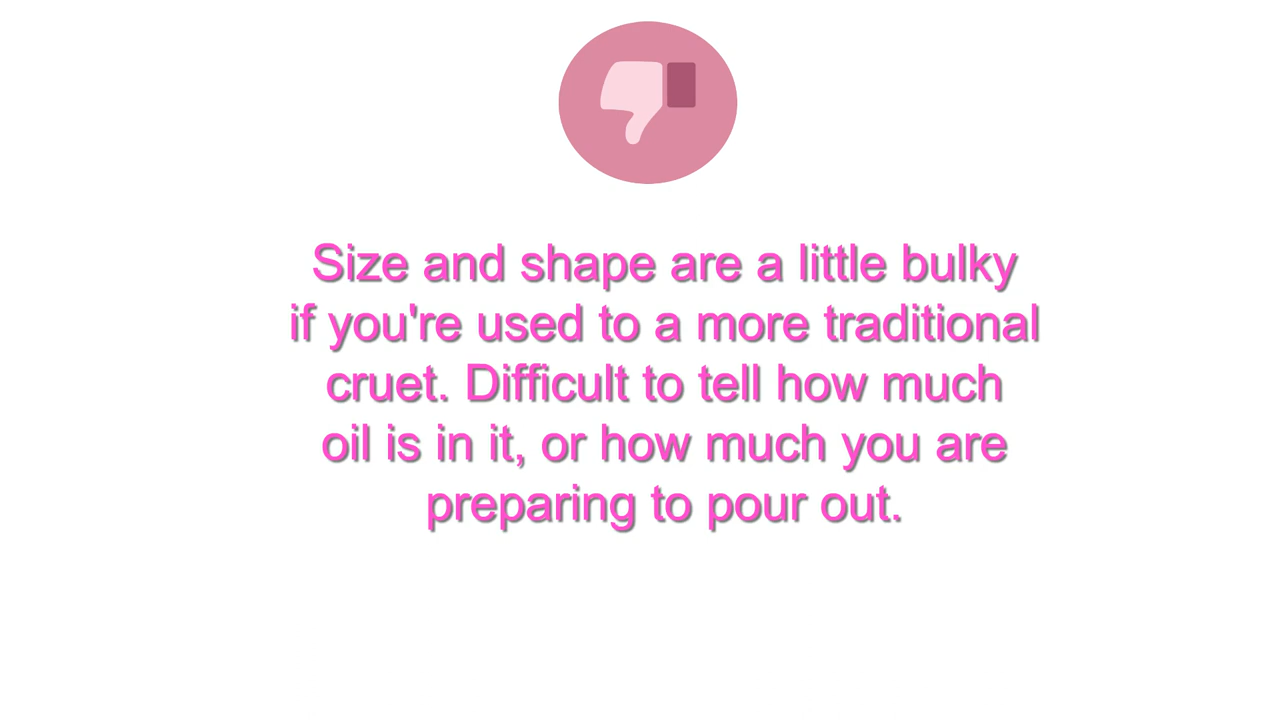 Size and shape are a little bulky
if you're used to a more traditional
cruet. Difficult to tell how much
oil is in it, or how much you are
preparing to pour out.